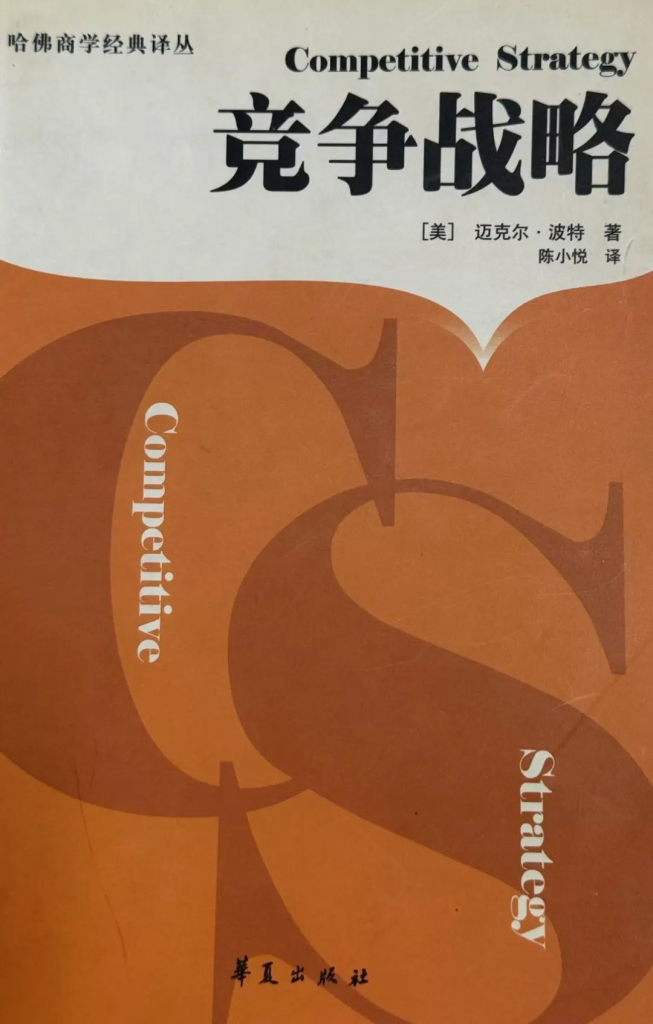 哈佛商学经典译丛
Competitive Strategy
竞争战略
[美] 迈克尔·波特 著
陈小悦 译
CS
Competitive
Strategy
華夏出版社